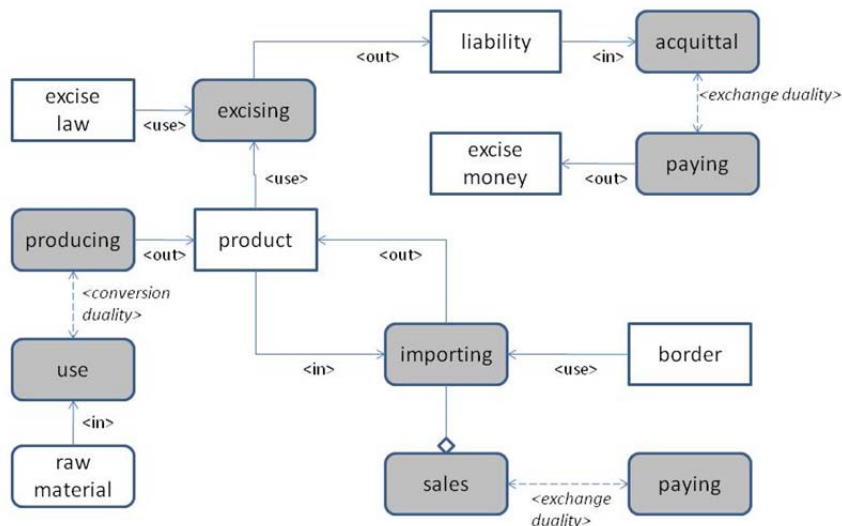 liability
acquittal
<out>
<in>
excise
law
<use>
excising
<exchange duality>
excise
money
<out>
paying
<use>
producing
<out>
product
<out>
<conversion
duality>
use
importing
<in>
<use>
border
<in>
raw
material
sales
<exchange
duality>
paying